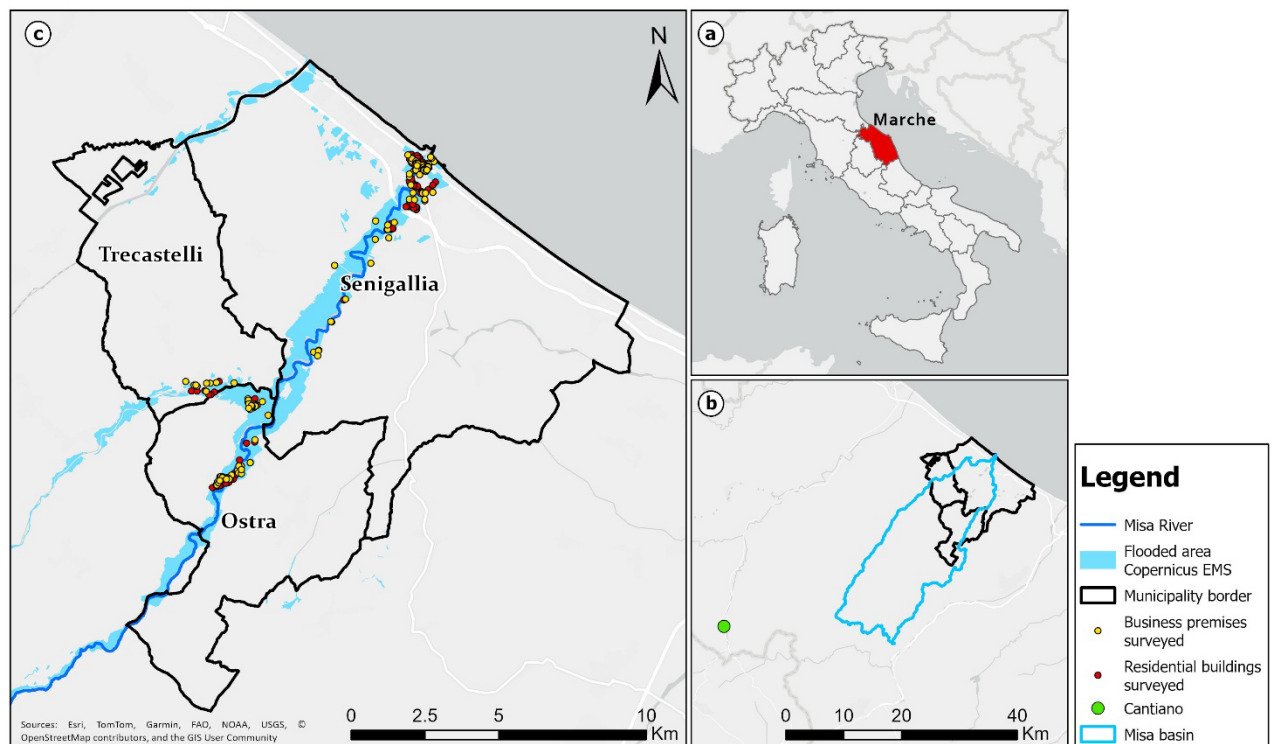 c
N
Trecastelli
Senigallia
Ostra
Sources: Esri, TomTom, Garmin, FAO, NOAA, USGS, ©
OpenStreetMap contributors, and the GIS User Community
0 2.5 5 10
Km
a
Marche
b
0 10 20 40
Km
Legend
Misa River
Flooded area
Copernicus EMS
Municipality border
Business premises
surveyed
Residential buildings
surveyed
Cantiano
Misa basin